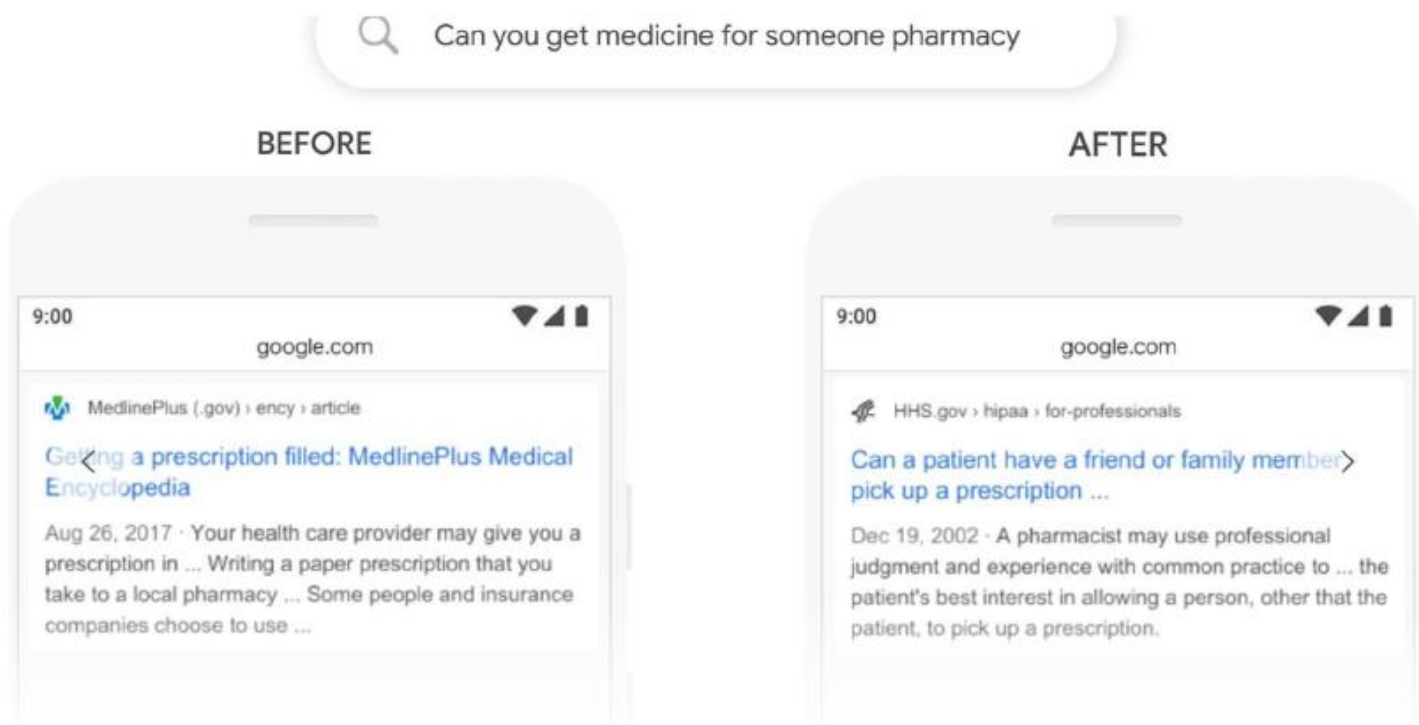 Can you get medicine for someone pharmacy
BEFORE
9:00
google.com
MedlinePlus (.gov) › ency › article
Getting a prescription filled: MedlinePlus Medical
Encyclopedia
Aug 26, 2017 · Your health care provider may give you a
prescription in ... Writing a paper prescription that you
take to a local pharmacy ... Some people and insurance
companies choose to use ...
AFTER
9:00
google.com
HHS.gov › hipaa › for-professionals
Can a patient have a friend or family member
pick up a prescription ...
Dec 19, 2002 · A pharmacist may use professional
judgment and experience with common practice to ... the
patient's best interest in allowing a person, other that the
patient, to pick up a prescription.